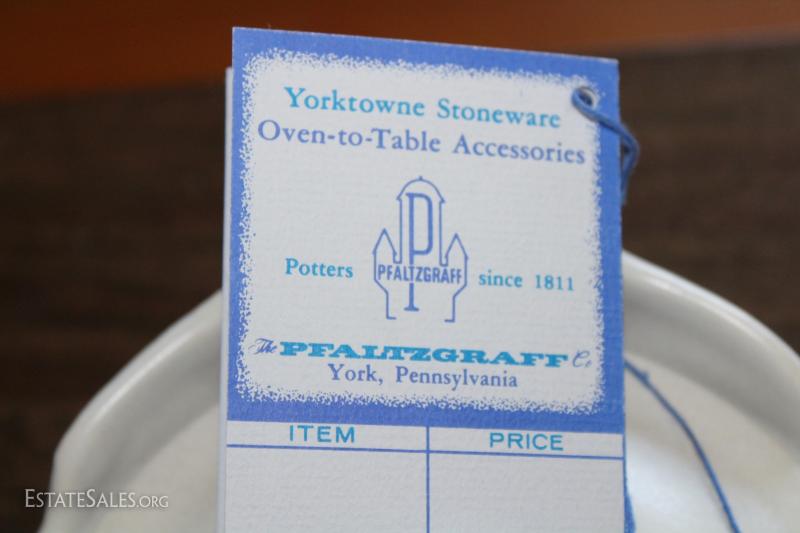 Yorktowne Stoneware
Oven-to-Table Accessories
P
PFALTZGRAFF
Potters since 1811
The PFALTZGRAFF Co
York, Pennsylvania
ITEM PRICE
ESTATESALES.ORG